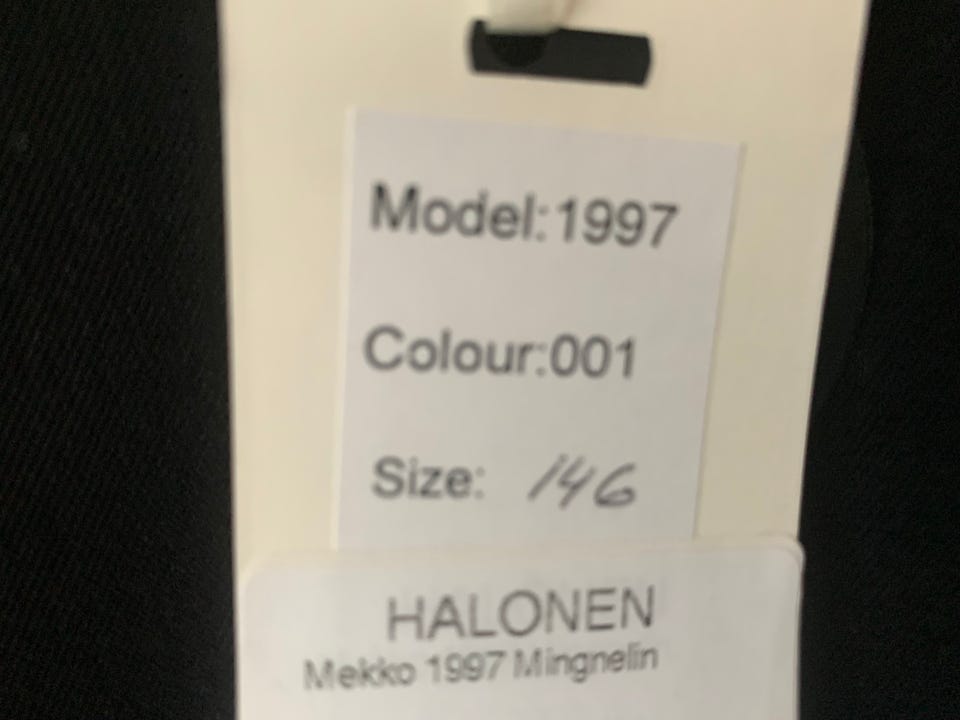 Model:1997
Colour:001
Size: 146
HALONEN
Mekko 1997 Mingnelin